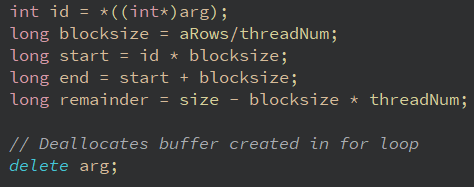 int id = *((int*)arg);
long blocksize = aRows/threadNum;
long start = id * blocksize;
long end = start + blocksize;
long remainder = size - blocksize * threadNum;
// Deallocates buffer created in for loop
delete arg;